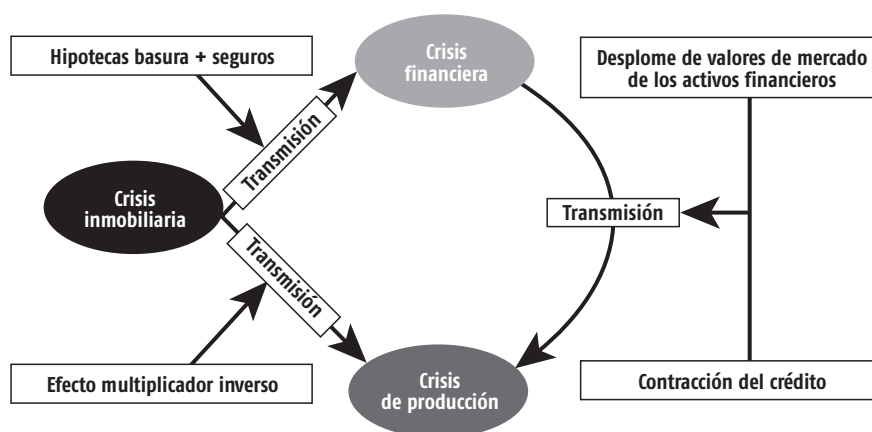 Hipotecas basura + seguros
Crisis
financiera
Desplome de valores de mercado
de los activos financieros
Transmisión
Crisis
inmobiliaria
Transmisión
Transmisión
Efecto multiplicador inverso
Crisis
de producción
Contracción del crédito